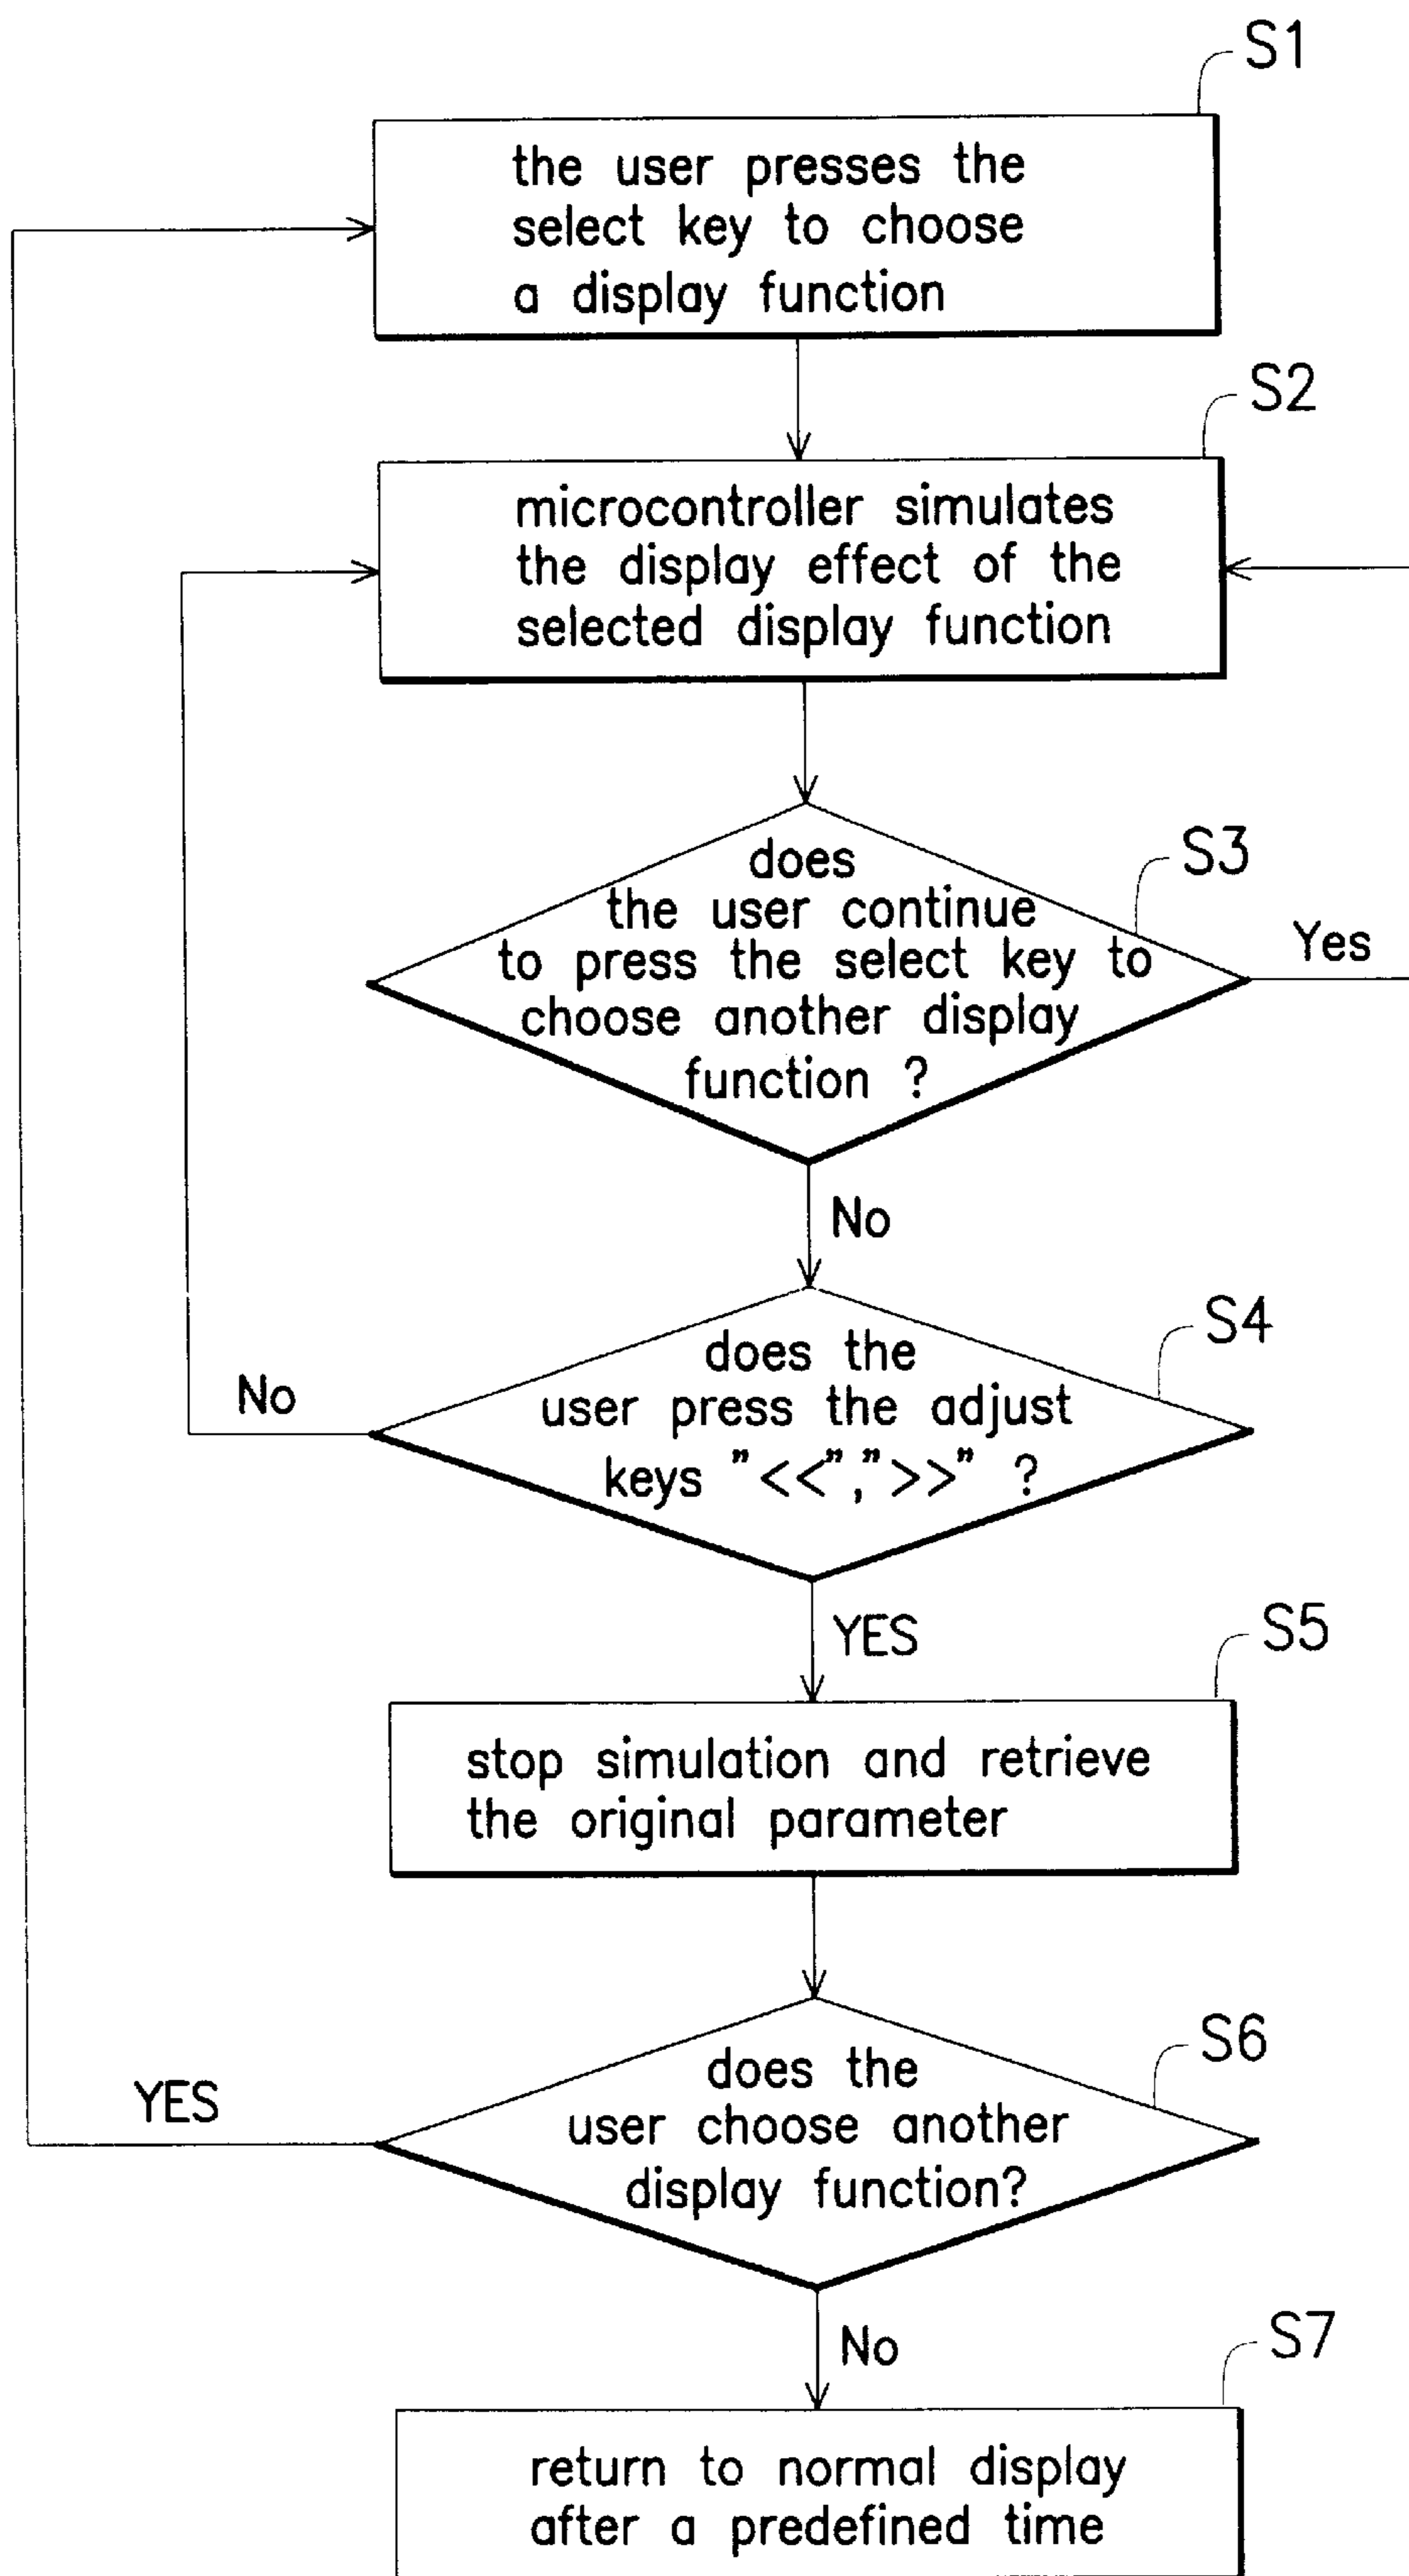 S1
the user presses the
select key to choose
a display function
S2
microcontroller simulates
the display effect of the
selected display function
does
the user continue
to press the select key to
choose another display
function ?
S3
Yes
No
does the
user press the adjust
keys "<<",">>" ?
S4
No
YES
S5
stop simulation and retrieve
the original parameter
does the
user choose another
display function?
S6
YES
No
S7
return to normal display
after a predefined time